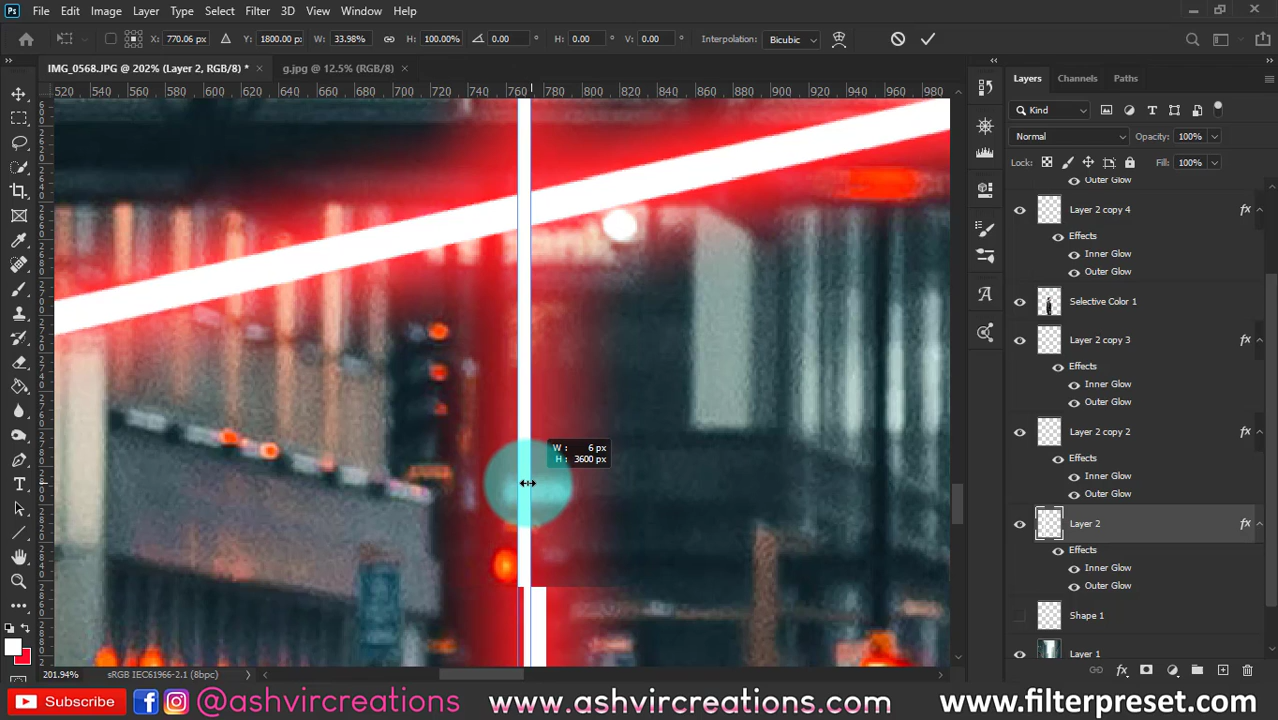 Ps File Edit Image Layer Type Select Filter 3D View Window Help
X: 770.06 px Y: 1800.00 p: W: 33.98% H: 100.00% 0.00 ° H: 0.00 ° V: 0.00 ° Interpolation: Bicubic
IMG_0568.JPG @ 202% (Layer 2, RGB/8) * × g.jpg @ 12.5% (RGB/8) ×
520 540 560 580 600 620 640 660 680 700 720 740 760 780 800 820 840 860 880 900 920 940 960 980
Layers Channels Paths
Kind
Normal Opacity: 100%
Lock: Fill: 100%
Outer Glow
Layer 2 copy 4 fx
Effects
Inner Glow
Outer Glow
Selective Color 1
Layer 2 copy 3 fx
Effects
Inner Glow
Outer Glow
Layer 2 copy 2 fx
Effects
Inner Glow
Outer Glow
Layer 2 fx
Effects
Inner Glow
Outer Glow
Shape 1
Layer 1
W: 6 px
H: 3600 px
201.94% sRGB IEC61966-2.1 (8bpc)
Subscribe @ashvircreations www.ashvircreations.com www.filterpreset.com